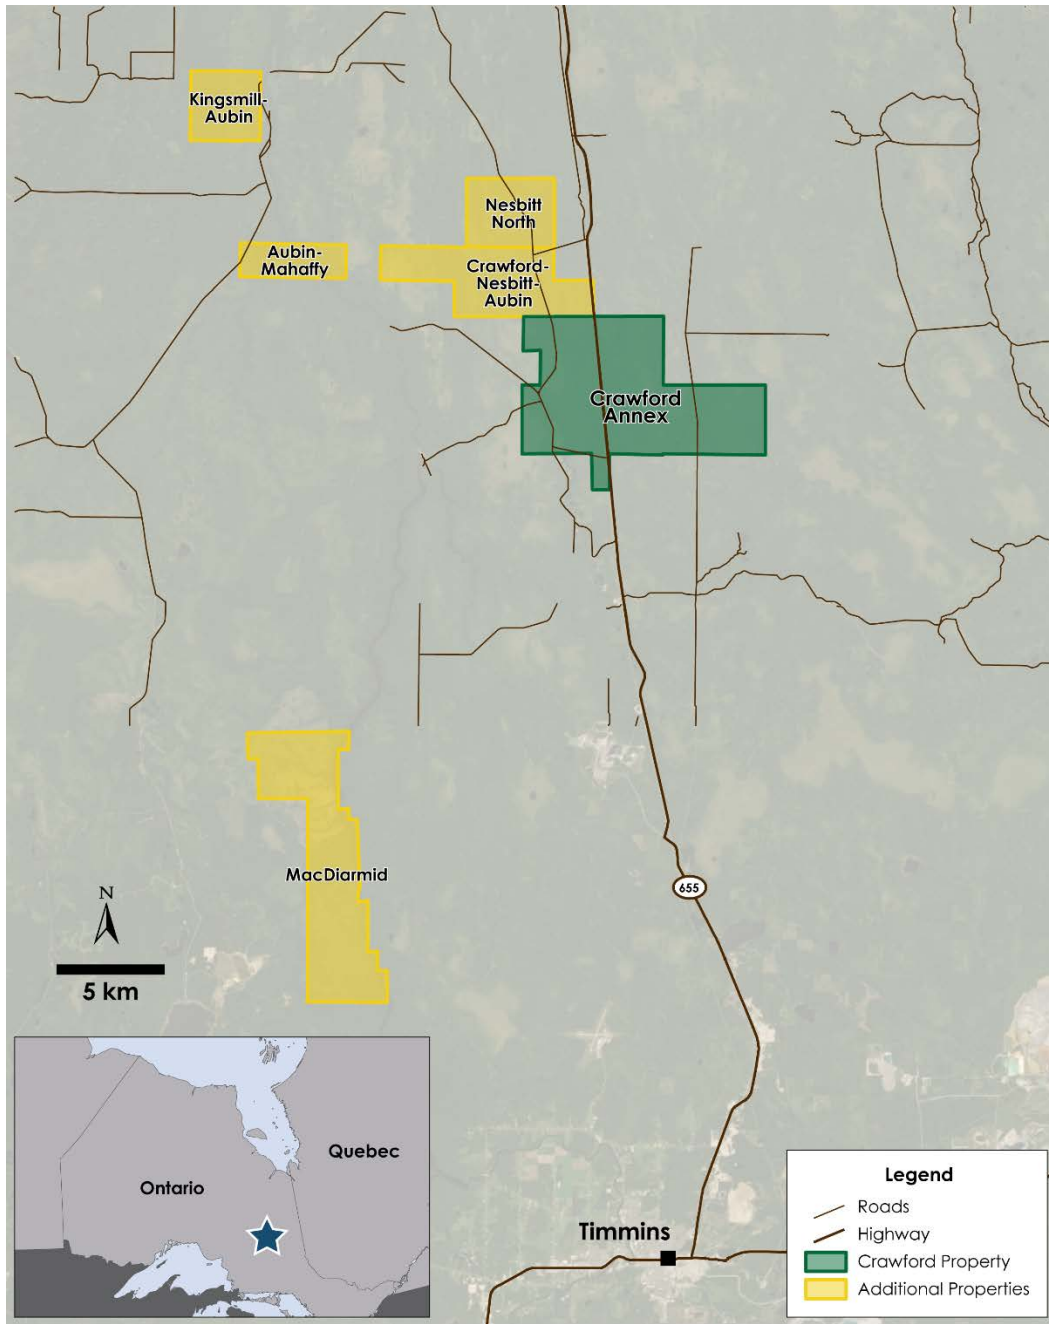 Kingsmill-
Aubin
Nesbitt
North
Aubin-
Mahaffy
Crawford-
Nesbitt-
Aubin
Crawford
Annex
MacDiarmid
655
N
5 km
Quebec
Ontario
Timmins
Legend
Roads
Highway
Crawford Property
Additional Properties